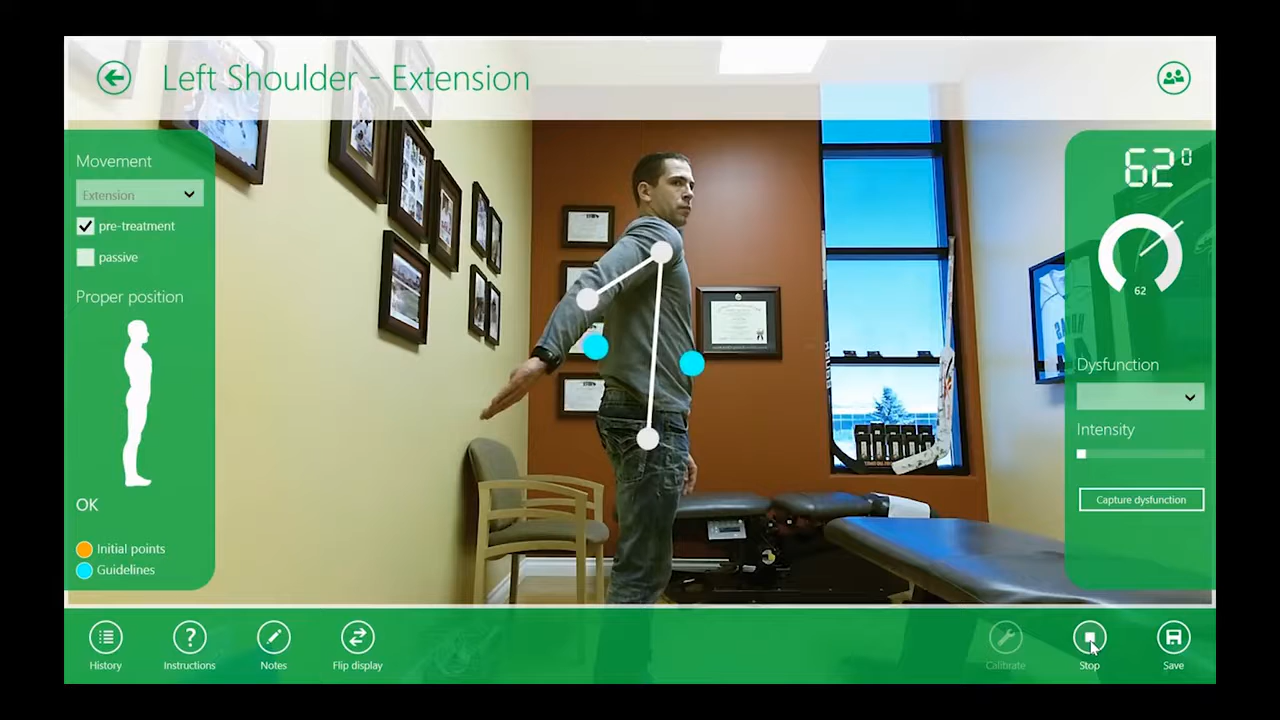 Left Shoulder - Extension
Movement
Extension
pre-treatment
passive
Proper position
OK
Initial points
Guidelines
62⁰
62
Dysfunction
Intensity
Capture dysfunction
History
Instructions
Notes
Flip display
Calibrate
Stop
Save